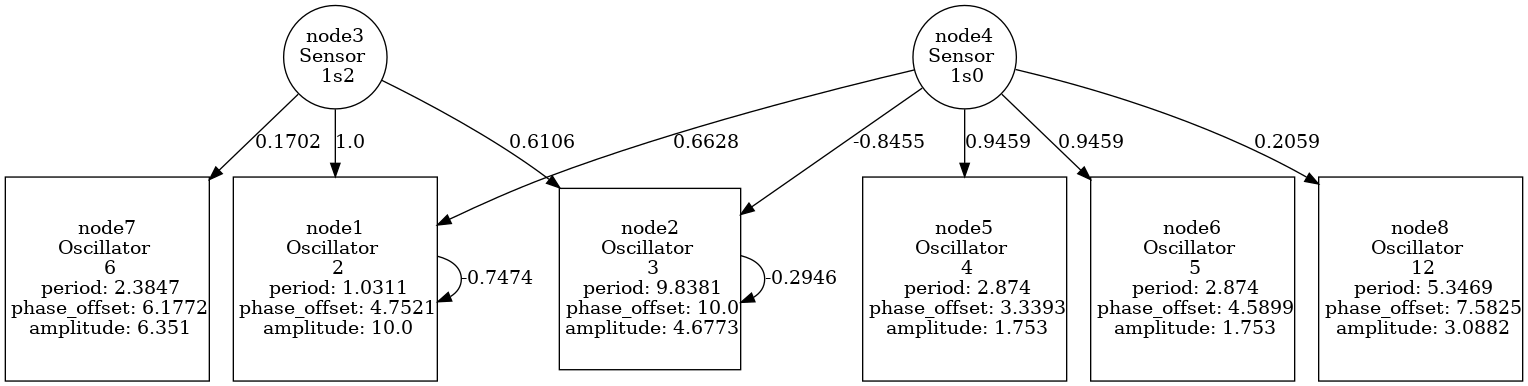 node3
Sensor
1s2
node4
Sensor
1s0
0.1702
1.0
0.6106
0.6628
-0.8455
0.9459
0.9459
0.2059
node7
Oscillator
6
period: 2.3847
phase_offset: 6.1772
amplitude: 6.351
node1
Oscillator
2
period: 1.0311
phase_offset: 4.7521
amplitude: 10.0
-0.7474
node2
Oscillator
3
period: 9.8381
phase_offset: 10.0
amplitude: 4.6773
-0.2946
node5
Oscillator
4
period: 2.874
phase_offset: 3.3393
amplitude: 1.753
node6
Oscillator
5
period: 2.874
phase_offset: 4.5899
amplitude: 1.753
node8
Oscillator
12
period: 5.3469
phase_offset: 7.5825
amplitude: 3.0882